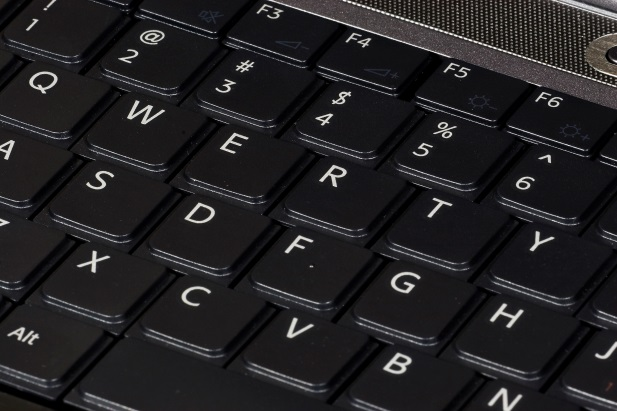 F3 F4 F5 F6
! @ # $ % ^
1 2 3 4 5 6
Q W E R T Y
A S D F G H J
Z X C V B N
Alt